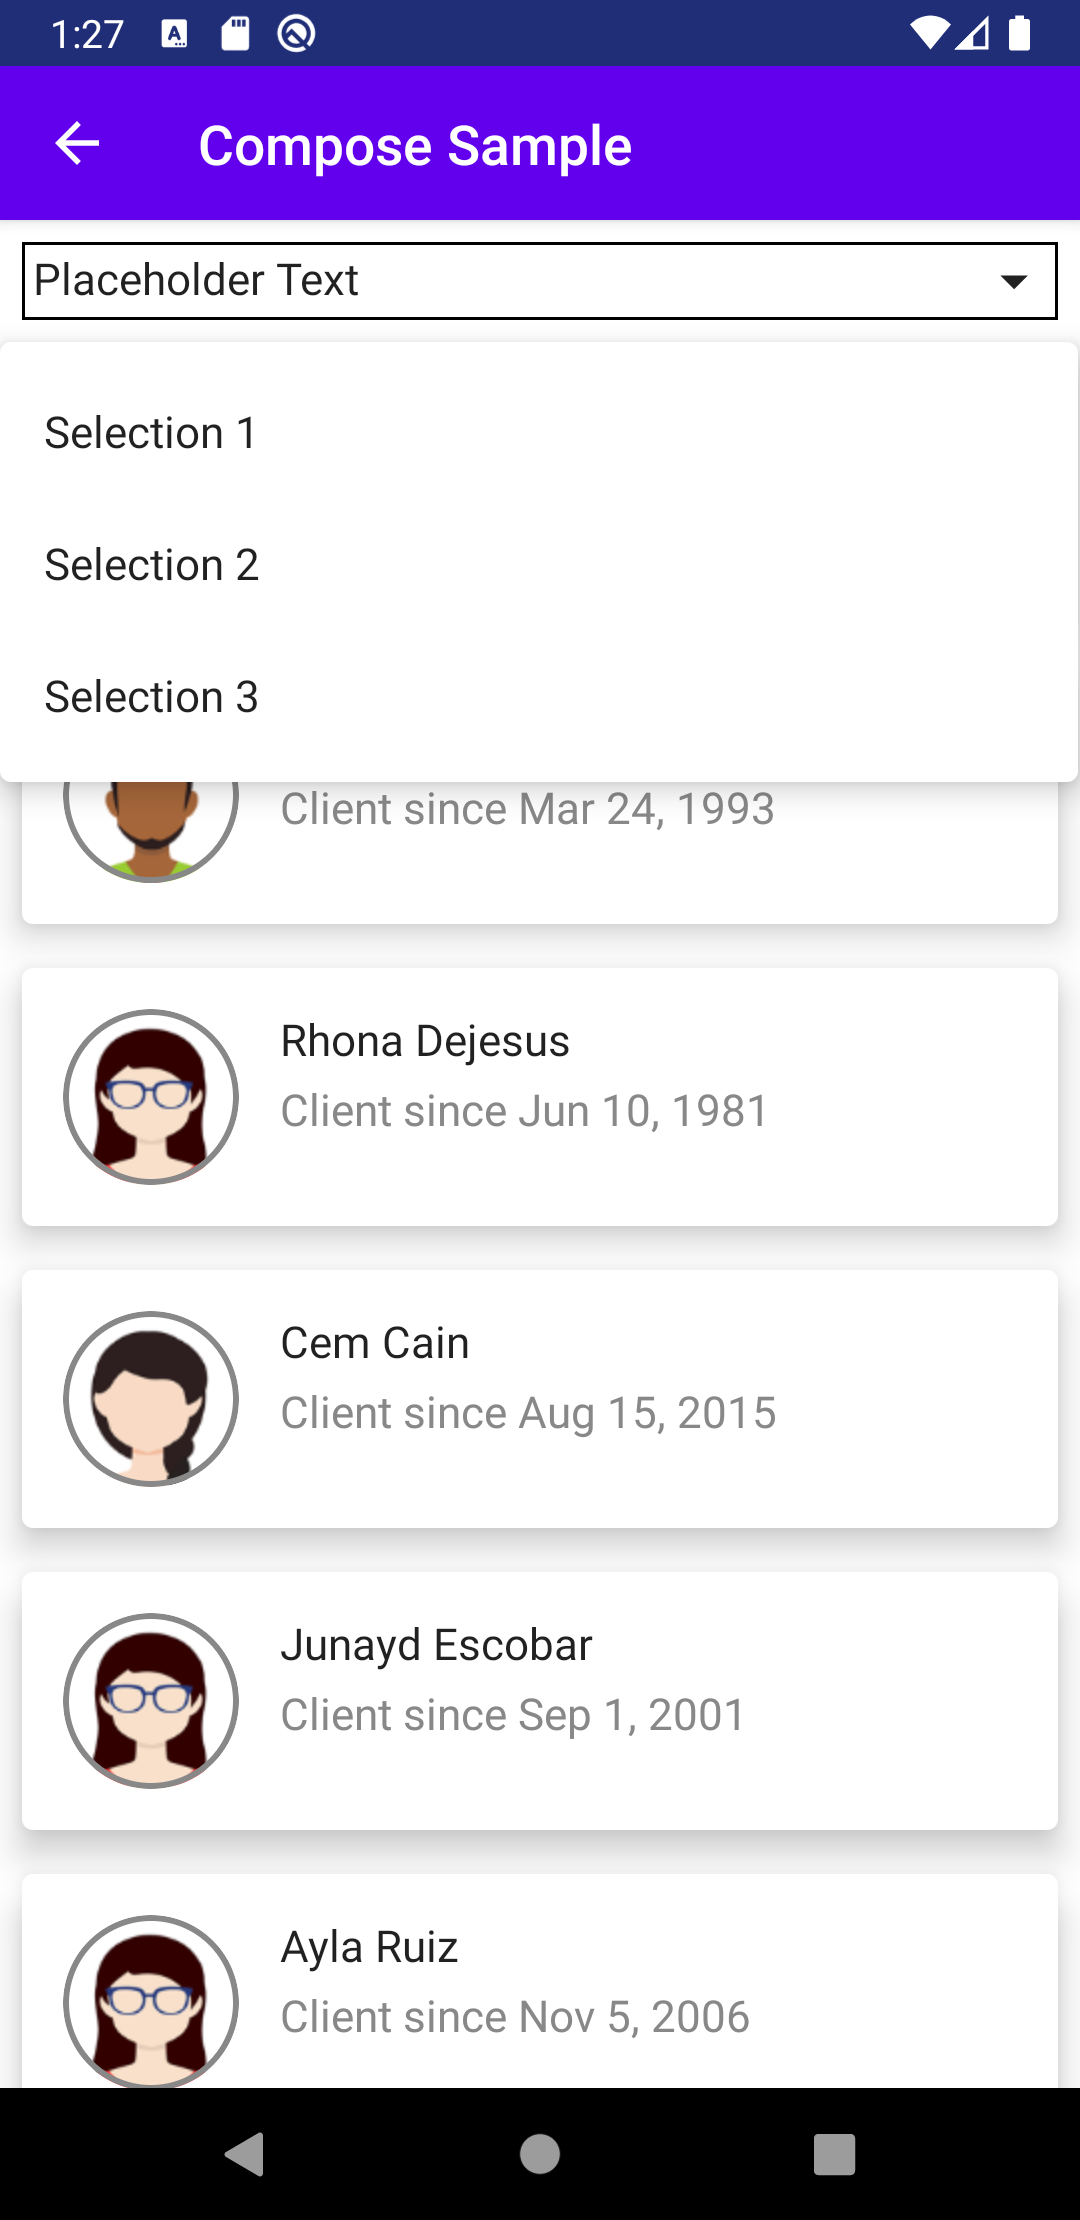 1:27
Compose Sample
Placeholder Text
Selection 1
Selection 2
Selection 3
Client since Mar 24, 1993
Rhona Dejesus
Client since Jun 10, 1981
Cem Cain
Client since Aug 15, 2015
Junayd Escobar
Client since Sep 1, 2001
Ayla Ruiz
Client since Nov 5, 2006